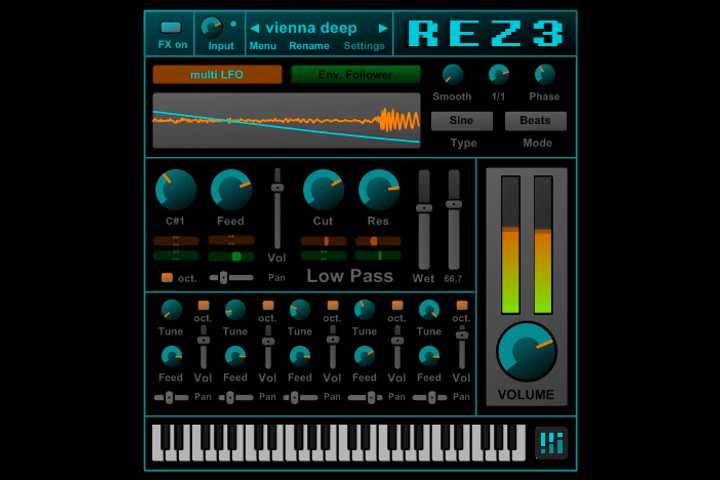 FX on
Input
vienna deep
Menu Rename Settings
REZ3
multi LFO
Env. Follower
Smooth 1/1 Phase
Sine Beats
Type Mode
C#1 Feed
Vol
Cut Res
oct.
Pan
Low Pass
Wet 66.7
oct. oct. oct. oct. oct.
Tune Tune Tune Tune Tune
Feed Vol Feed Vol Feed Vol Feed Vol Feed Vol
Pan Pan Pan Pan Pan
VOLUME